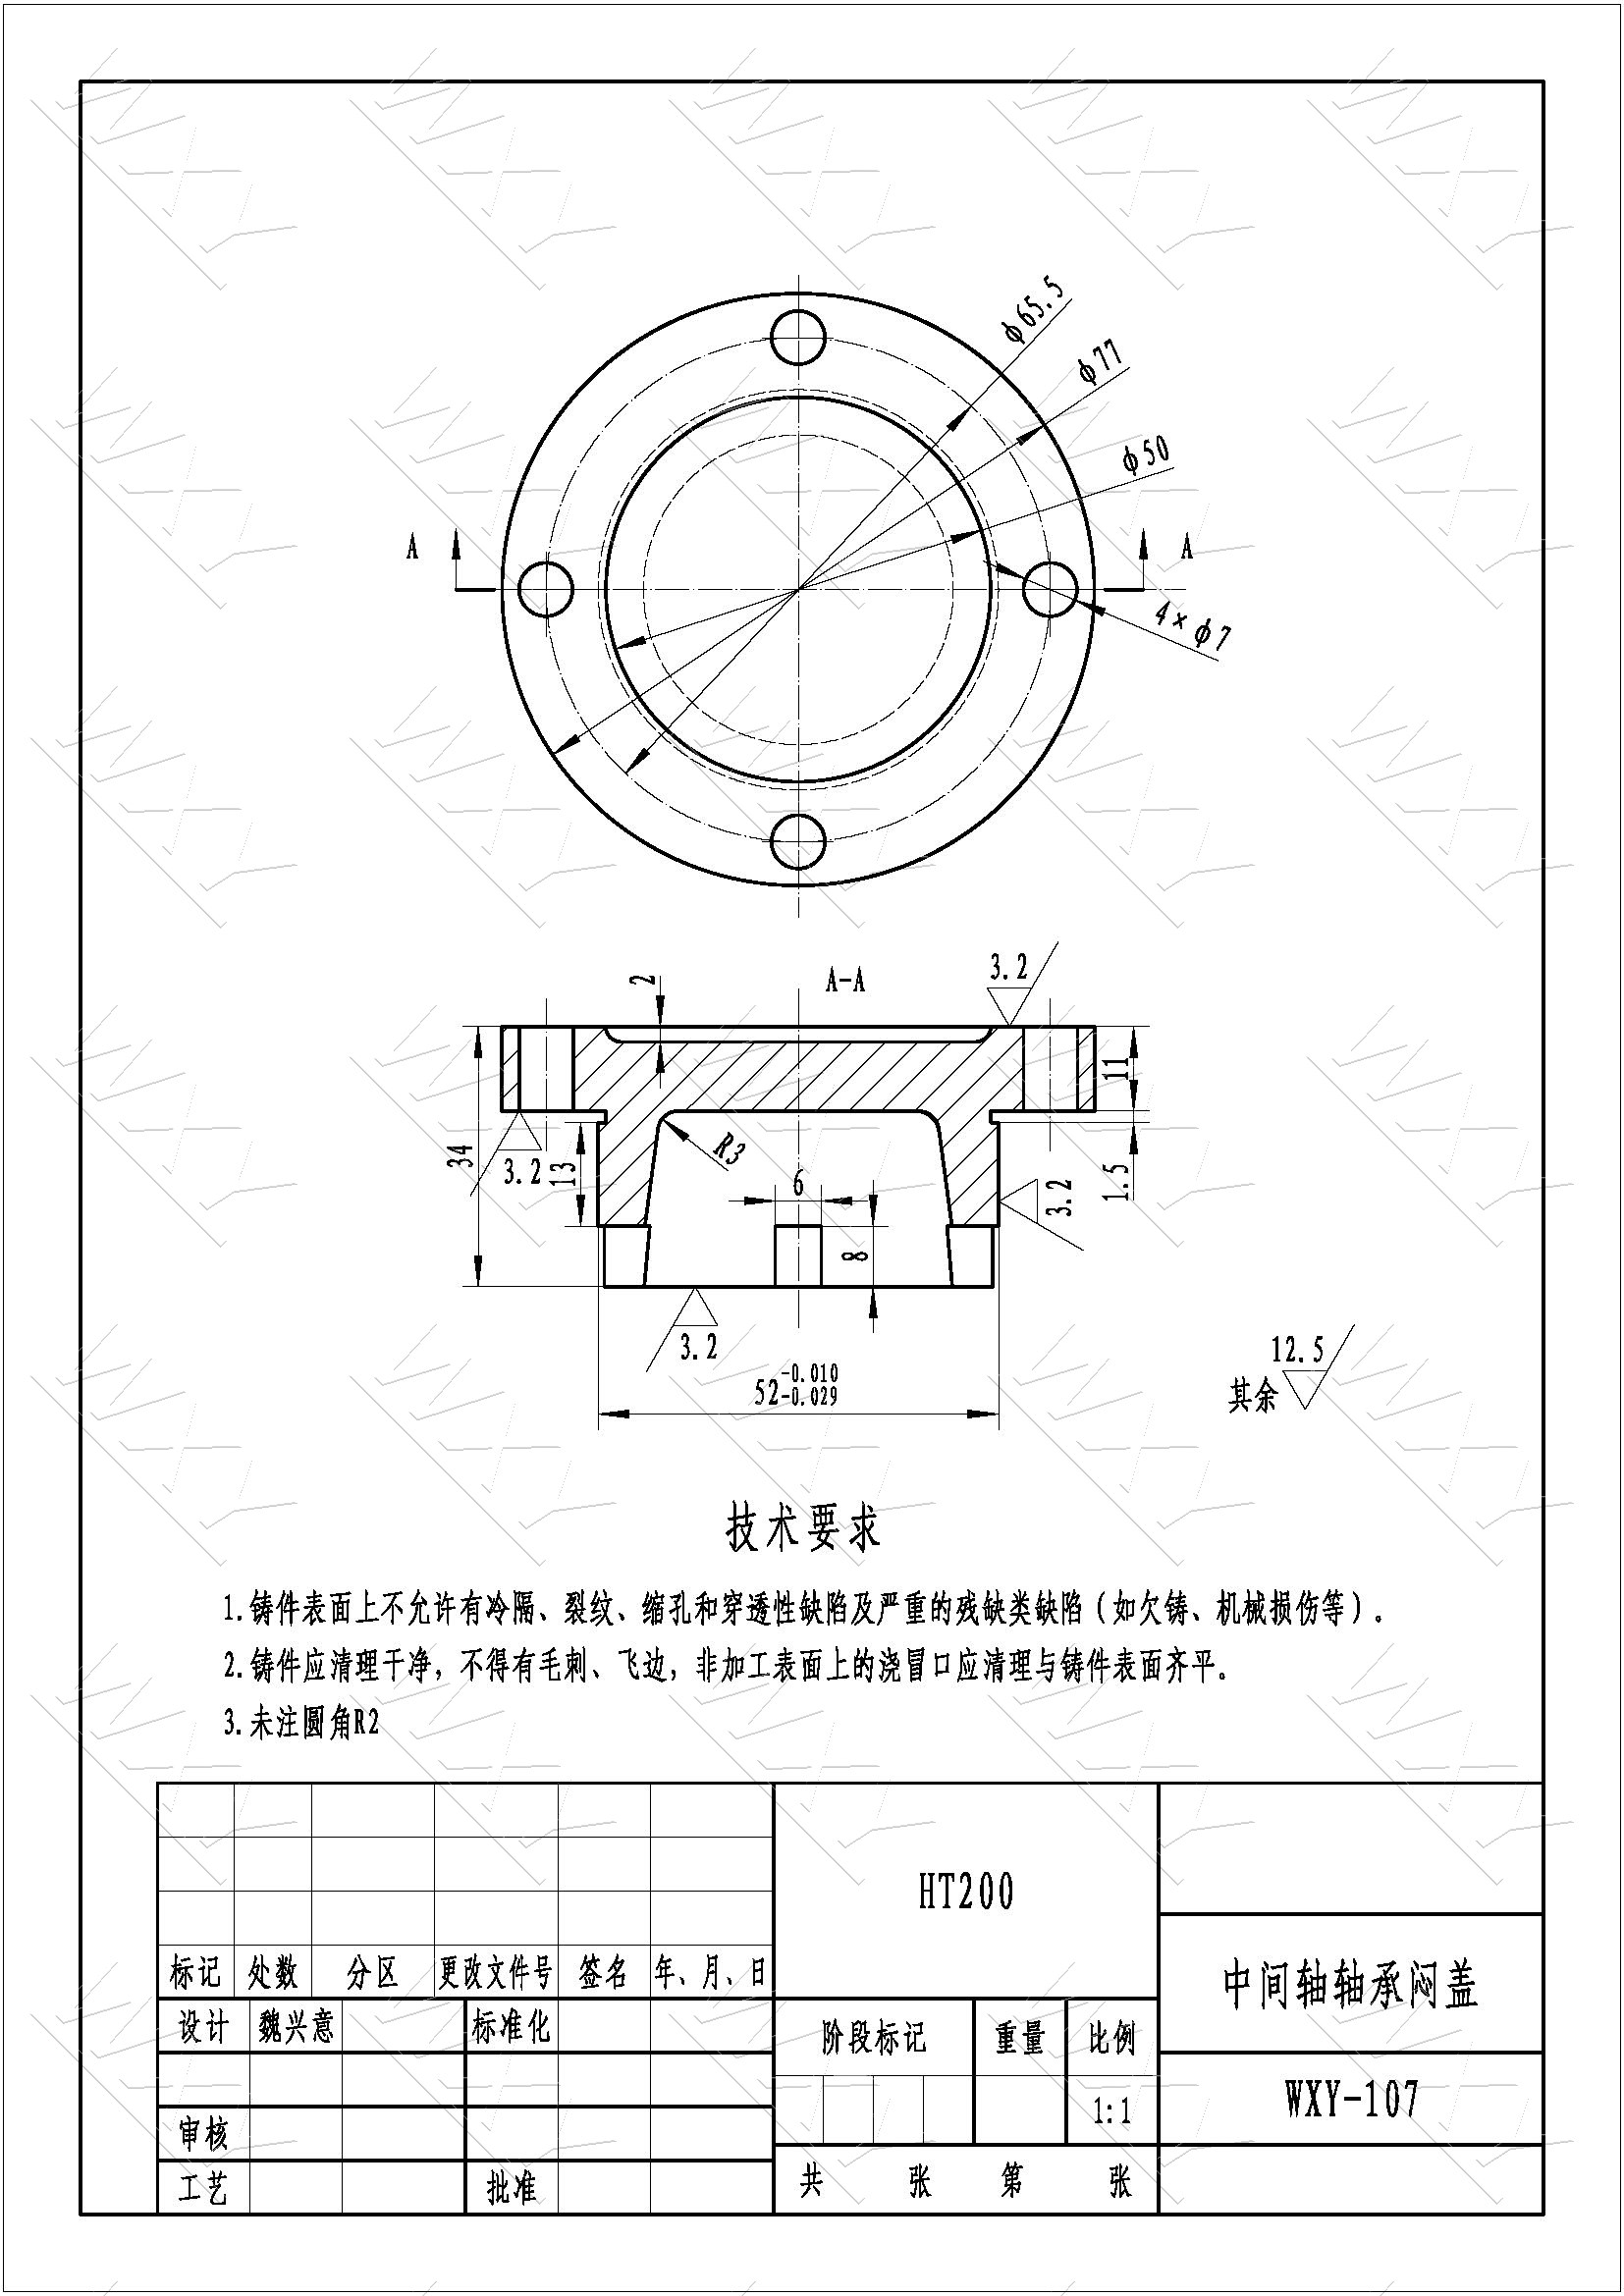 φ65.5
φ77
φ50
A
A
4×φ7
A-A
2
3.2
11
34
3.2
13
R3
6
1.5
3.2
8
3.2
52-0.010
-0.029
12.5
其余
技术要求
1.铸件表面上不允许有冷隔、裂纹、缩孔和穿透性缺陷及严重的残缺类缺陷（如欠铸、机械损伤等）。
2.铸件应清理干净，不得有毛刺、飞边，非加工表面上的浇冒口应清理与铸件表面齐平。
3.未注圆角R2
HT200
标记 处数 分区 更改文件号 签名 年、月、日
中间轴轴承闷盖
设计 魏兴意 标准化
阶段标记 重量 比例
WXY-107
1:1
审核
工艺 批准
共 张 第 张